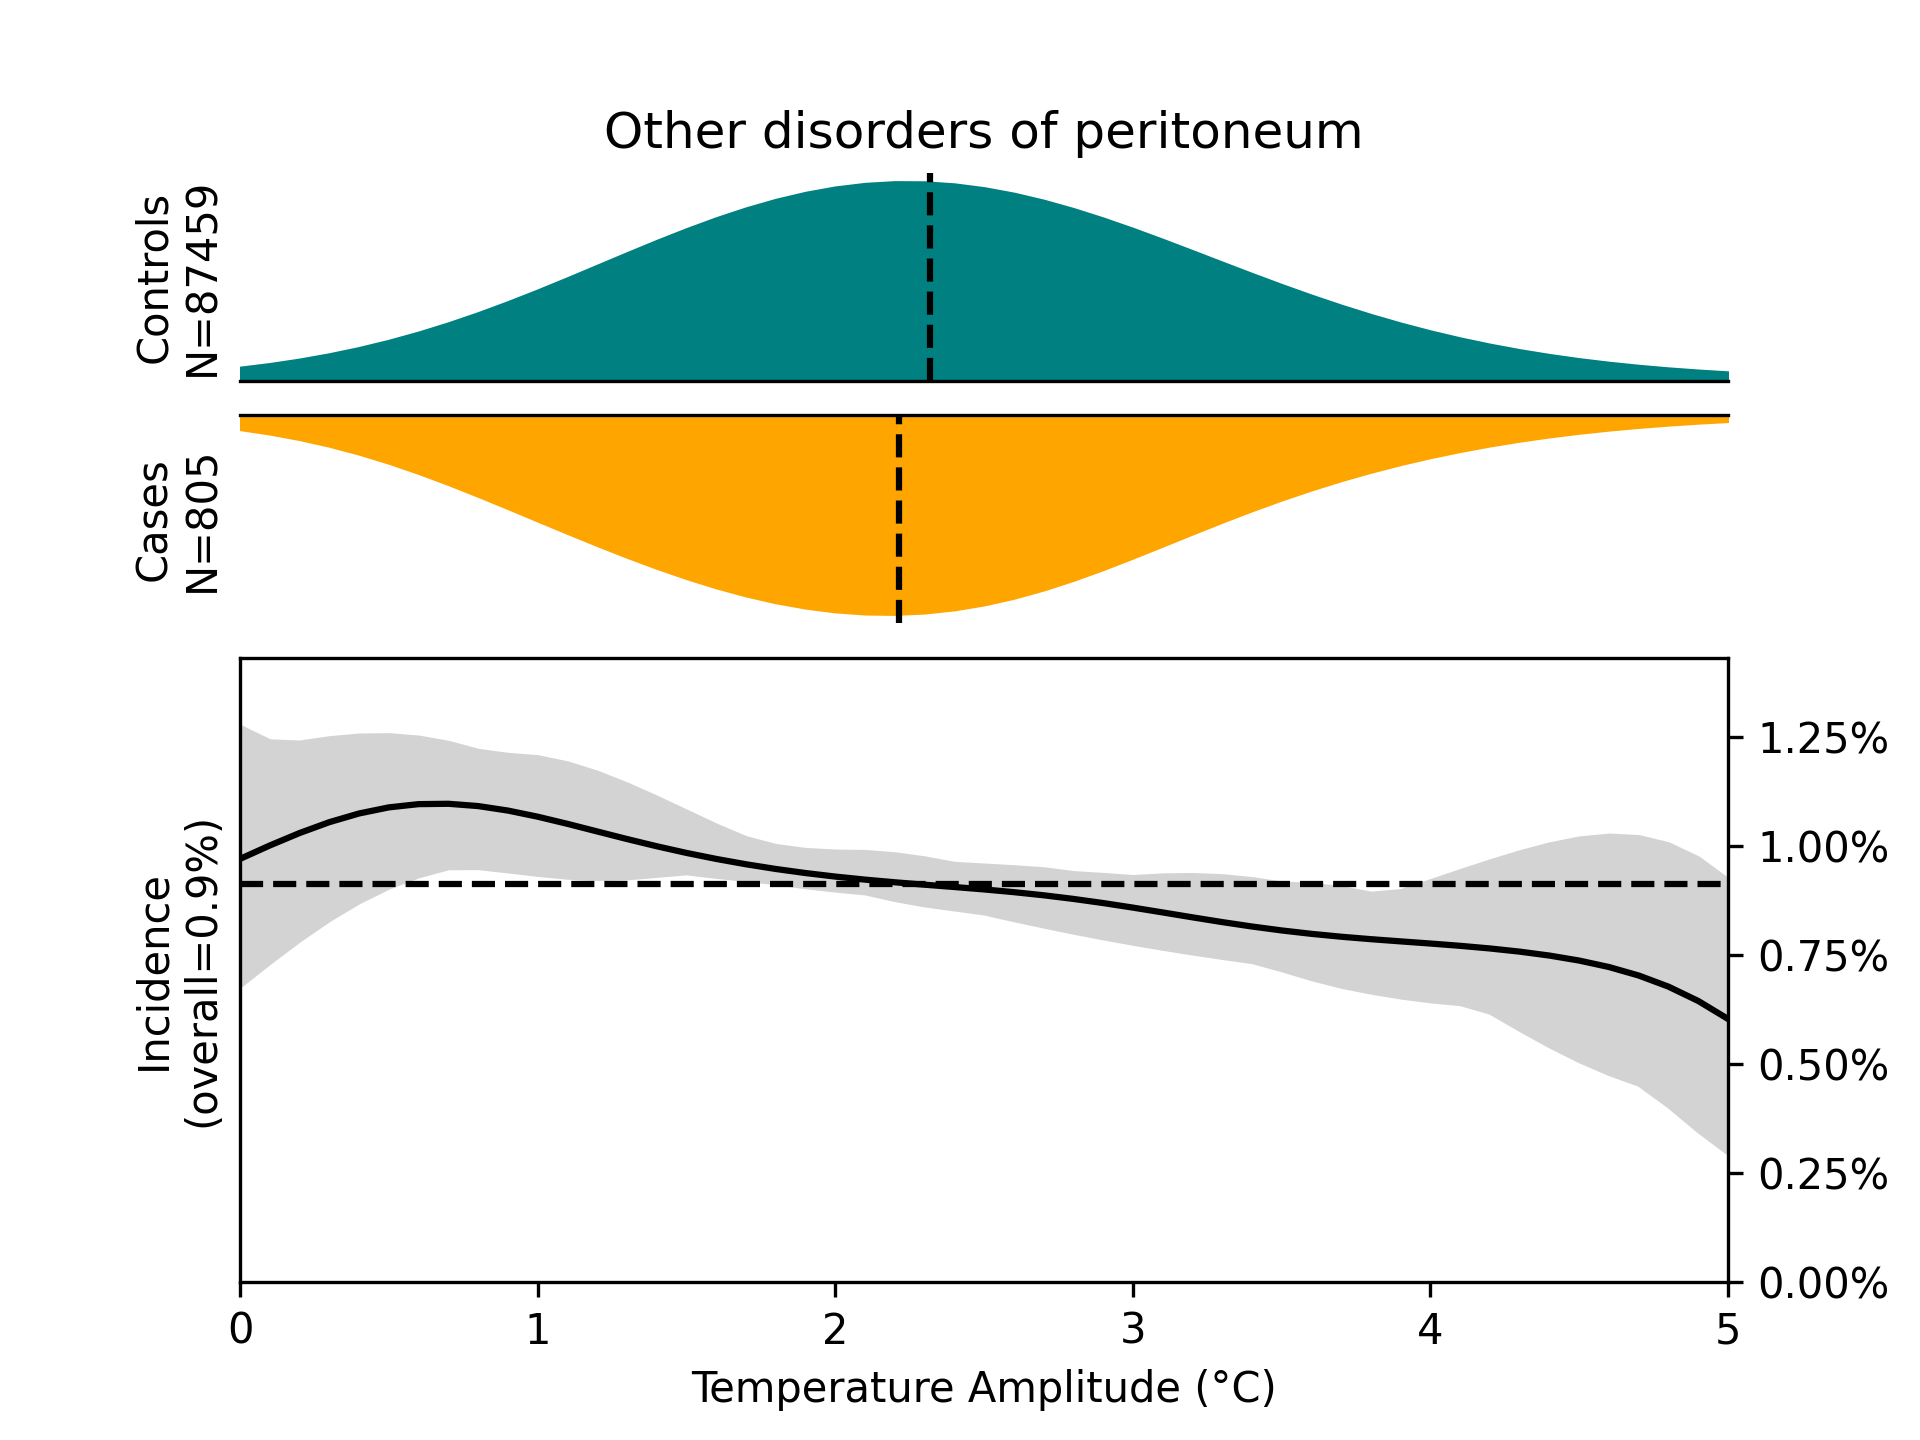 Other disorders of peritoneum
Controls
N=87459
Cases
N=805
Incidence
(overall=0.9%)
1.25%
1.00%
0.75%
0.50%
0.25%
0.00%
0 1 2 3 4 5
Temperature Amplitude (°C)